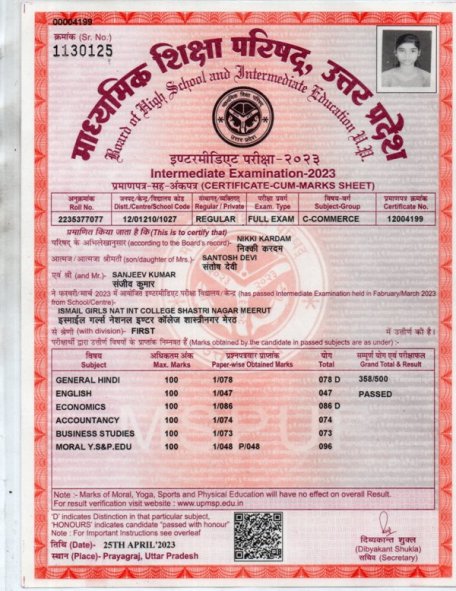 00004199
क्रमांक (Sr. No.)
1130125
माध्यमिक शिक्षा परिषद, उत्तर प्रदेश
Board of High School and Intermediate Education U.P.
इण्टरमीडिएट परीक्षा-२०२३
Intermediate Examination-2023
प्रमाणपत्र-सह-अंकपत्र (CERTIFICATE-CUM-MARKS SHEET)
अनुक्रमांक जनपद/केन्द्र/विद्यालय कोड संस्थागत/व्यक्तिगत परीक्षा प्रवर्ग विषय-वर्ग प्रमाणपत्र क्रमांक
Roll No. Distt./Centre/School Code Regular / Private Exam. Type Subject-Group Certificate No.
2235377077 12/01210/1027 REGULAR FULL EXAM C-COMMERCE 12004199
प्रमाणित किया जाता है कि(This is to certify that)
परिषद् के अभिलेखानुसार (according to the Board's record)- NIKKI KARDAM
निक्की करदम
आत्मज / आत्मजा श्रीमती (son/daughter of Mrs.)- SANTOSH DEVI
संतोष देवी
एवं श्री (and Mr.)- SANJEEV KUMAR
संजीव कुमार
ने फरवरी/मार्च 2023 में आयोजित इण्टरमीडिएट परीक्षा विद्यालय/केन्द्र (has passed Intermediate Examination held in February/March 2023
from School/Centre)-
ISMAIL GIRLS NAT INT COLLEGE SHASTRI NAGAR MEERUT
इस्माईल गर्ल्स नेशनल इण्टर कॉलेज शास्त्रीनगर मेरठ
से श्रेणी (with division)- FIRST में उत्तीर्ण की है।
परीक्षार्थी द्वारा उत्तीर्ण विषयों के प्राप्तांक निम्नवत हैं (Marks obtained by the candidate in passed subjects are as under) :-
विषय अधिकतम अंक प्रश्नपत्रवार प्राप्तांक योग सम्पूर्ण योग एवं परीक्षाफल
Subject Max. Marks Paper-wise Obtained Marks Total Grand Total & Result
GENERAL HINDI 100 1/078 078 D 358/500
ENGLISH 100 1/047 047 PASSED
ECONOMICS 100 1/086 086 D
ACCOUNTANCY 100 1/074 074
BUSINESS STUDIES 100 1/073 073
MORAL Y.S&P.EDU 100 1/048 P/048 096
Note :- Marks of Moral, Yoga, Sports and Physical Education will have no effect on overall Result.
For result verification visit website : www.upmsp.edu.in
'D' indicates Distinction in that particular subject,
'HONOURS' indicates candidate "passed with honour"
Note : For Important Instructions see overleaf
तिथि (Date)- 25TH APRIL'2023
स्थान (Place)- Prayagraj, Uttar Pradesh
दिब्यकान्त शुक्ल
(Dibyakant Shukla)
सचिव (Secretary)